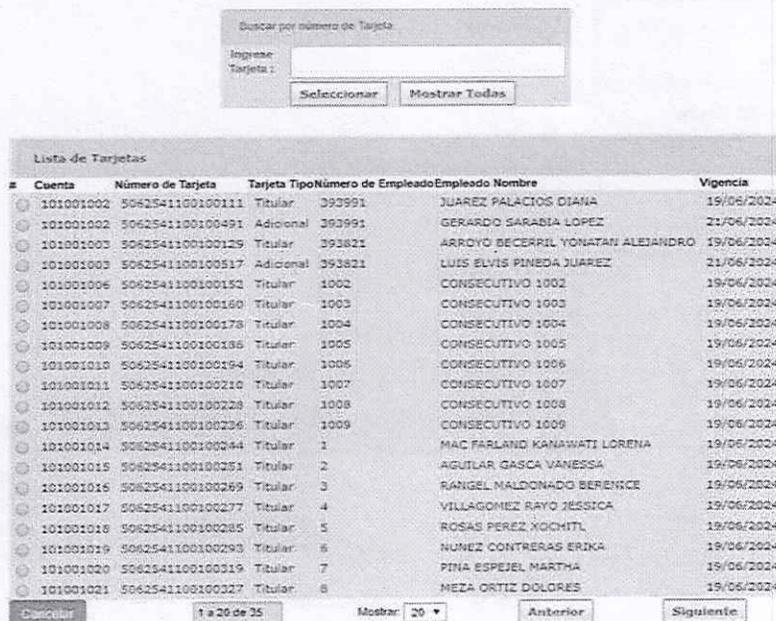 Buscar por número de Tarjeta
Ingrese
Tarjeta :
Seleccionar Mostrar Todas
Lista de Tarjetas
# Cuenta Número de Tarjeta Tarjeta Tipo Número de Empleado Empleado Nombre Vigencia
101001002 5062541100100111 Titular 393991 JUAREZ PALACIOS DIANA 19/06/2024
101001002 5062541100100491 Adicional 393991 GERARDO SARABIA LOPEZ 21/06/2024
101001003 5062541100100129 Titular 393821 ARROYO BECERRIL YONATAN ALEJANDRO 19/06/2024
101001003 5062541100100517 Adicional 393821 LUIS ELVIS PINEDA JUAREZ 21/06/2024
101001006 5062541100100152 Titular 1002 CONSECUTIVO 1002 19/06/2024
101001007 5062541100100160 Titular 1003 CONSECUTIVO 1003 19/06/2024
101001008 5062541100100178 Titular 1004 CONSECUTIVO 1004 19/06/2024
101001009 5062541100100186 Titular 1005 CONSECUTIVO 1005 19/06/2024
101001010 5062541100100194 Titular 1006 CONSECUTIVO 1006 19/06/2024
101001011 5062541100100210 Titular 1007 CONSECUTIVO 1007 19/06/2024
101001012 5062541100100228 Titular 1008 CONSECUTIVO 1008 19/06/2024
101001013 5062541100100236 Titular 1009 CONSECUTIVO 1009 19/06/2024
101001014 5062541100100244 Titular 1 MAC FARLAND KANAWATI LORENA 19/06/2024
101001015 5062541100100251 Titular 2 AGUILAR GASCA VANESSA 19/06/2024
101001016 5062541100100269 Titular 3 RANGEL MALDONADO BERENICE 19/06/2024
101001017 5062541100100277 Titular 4 VILLAGOMEZ RAYO JESSICA 19/06/2024
101001018 5062541100100285 Titular 5 ROSAS PEREZ XOCHITL 19/06/2024
101001019 5062541100100293 Titular 6 NUNEZ CONTRERAS ERIKA 19/06/2024
101001020 5062541100100319 Titular 7 PINA ESPEJEL MARTHA 19/06/2024
101001021 5062541100100327 Titular 8 MEZA ORTIZ DOLORES 19/06/2024
Cancelar 1 a 20 de 35 Mostrar 20 Anterior Siguiente